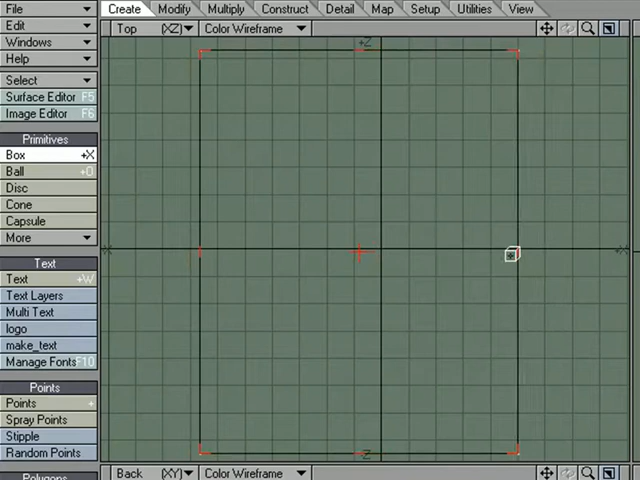 File
Create Modify Multiply Construct Detail Map Setup Utilities View
Edit
Top (XZ) Color Wireframe
Windows
+Z
Help
Select
Surface Editor F5
Image Editor F6
Primitives
Box +X
Ball +O
Disc
Cone
Capsule
More
-X +X
Text
Text +W
Text Layers
Multi Text
logo
make_text
Manage Fonts F10
Points
Points +
Spray Points
Stipple
Random Points
-Z
Back (XY) Color Wireframe
Polygons